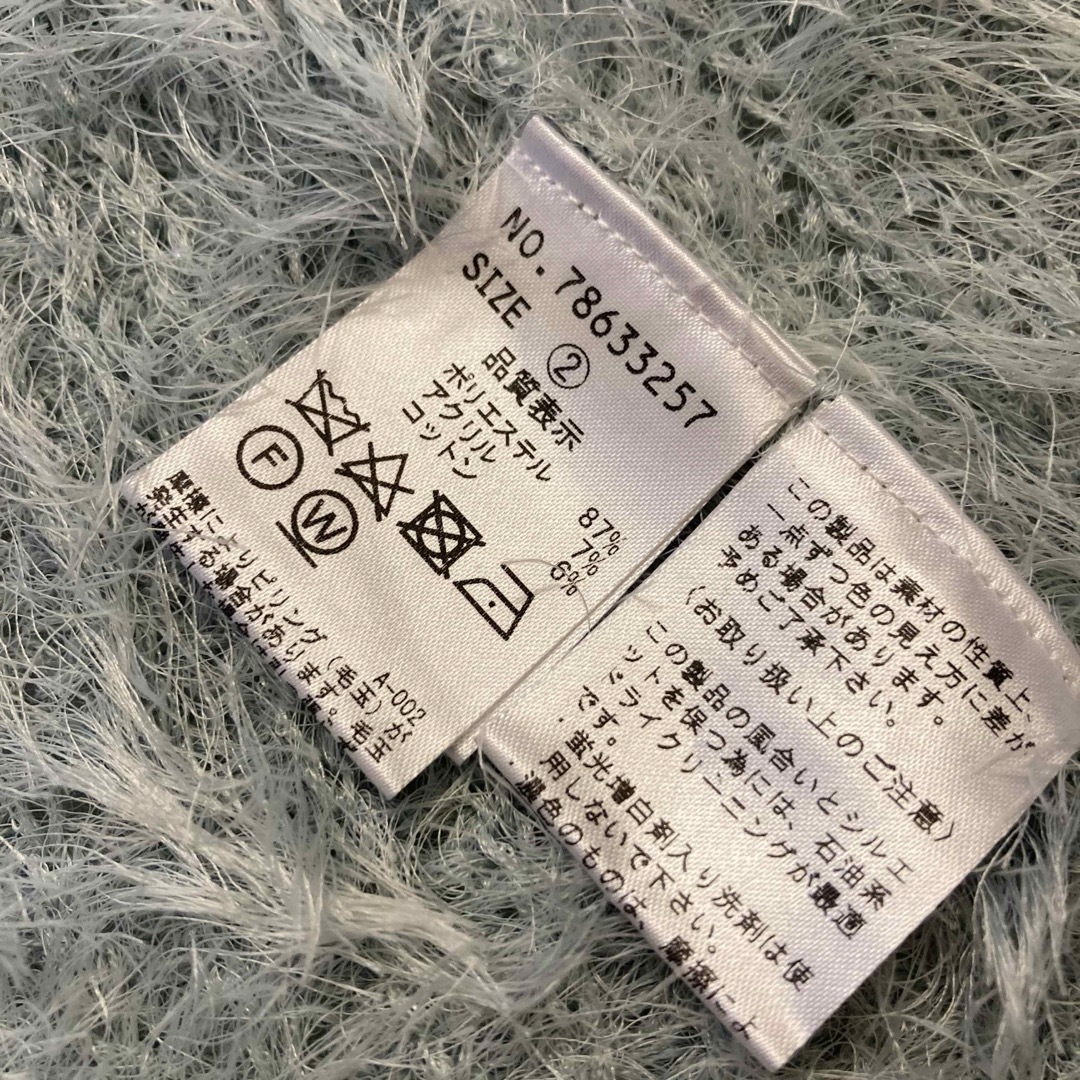 NO.78633257
SIZE
②
品質表示
ポリエステル 87%
アクリル 7%
コットン 6%
F
W
A-002
摩擦によりピリング（毛玉）が
発生する場合があります。毛玉
この製品は素材の性質上、
一点ずつ色の見え方に差が
ある場合があります。
予めご了承下さい。
〈お取り扱い上のご注意〉
この製品の風合いとシルエ
ットを保つ為には、石油系
ドライクリーニングが最適
です。
・蛍光増白剤入り洗剤は使
用しないで下さい。
・濃色のものは、摩擦によ